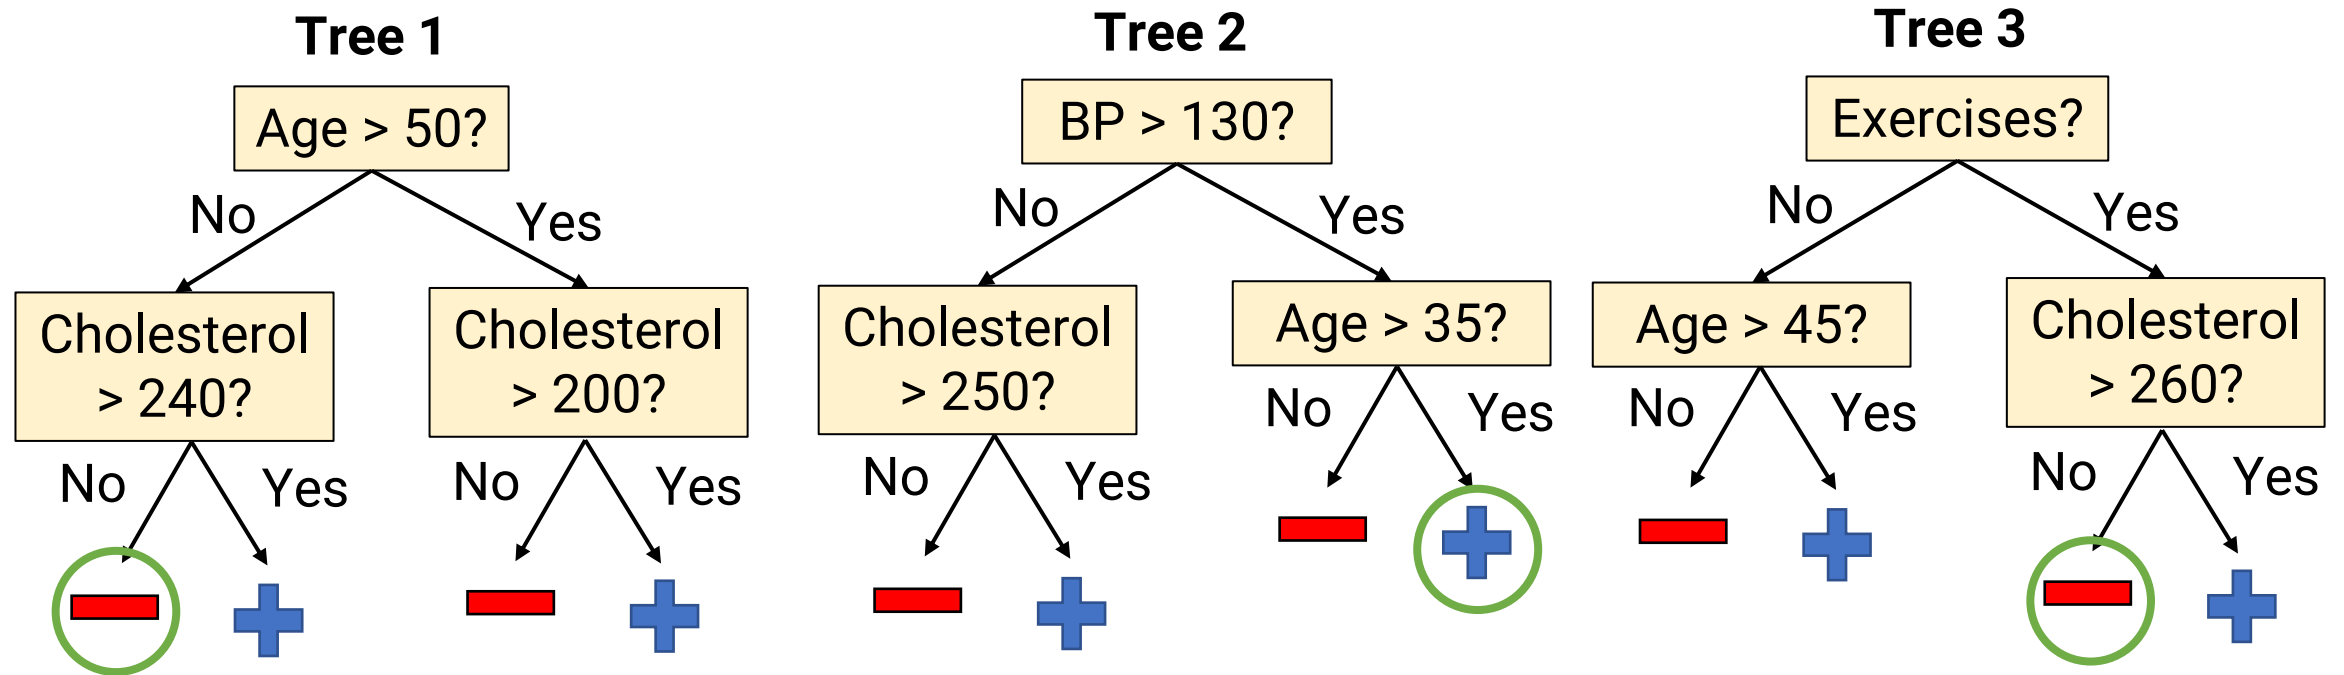 Tree 1
Age > 50?
No
Yes
Cholesterol
> 240?
No
Yes
Cholesterol
> 200?
No
Yes
Tree 2
BP > 130?
No
Yes
Cholesterol
> 250?
No
Yes
Age > 35?
No
Yes
Tree 3
Exercises?
No
Yes
Age > 45?
No
Yes
Cholesterol
> 260?
No
Yes